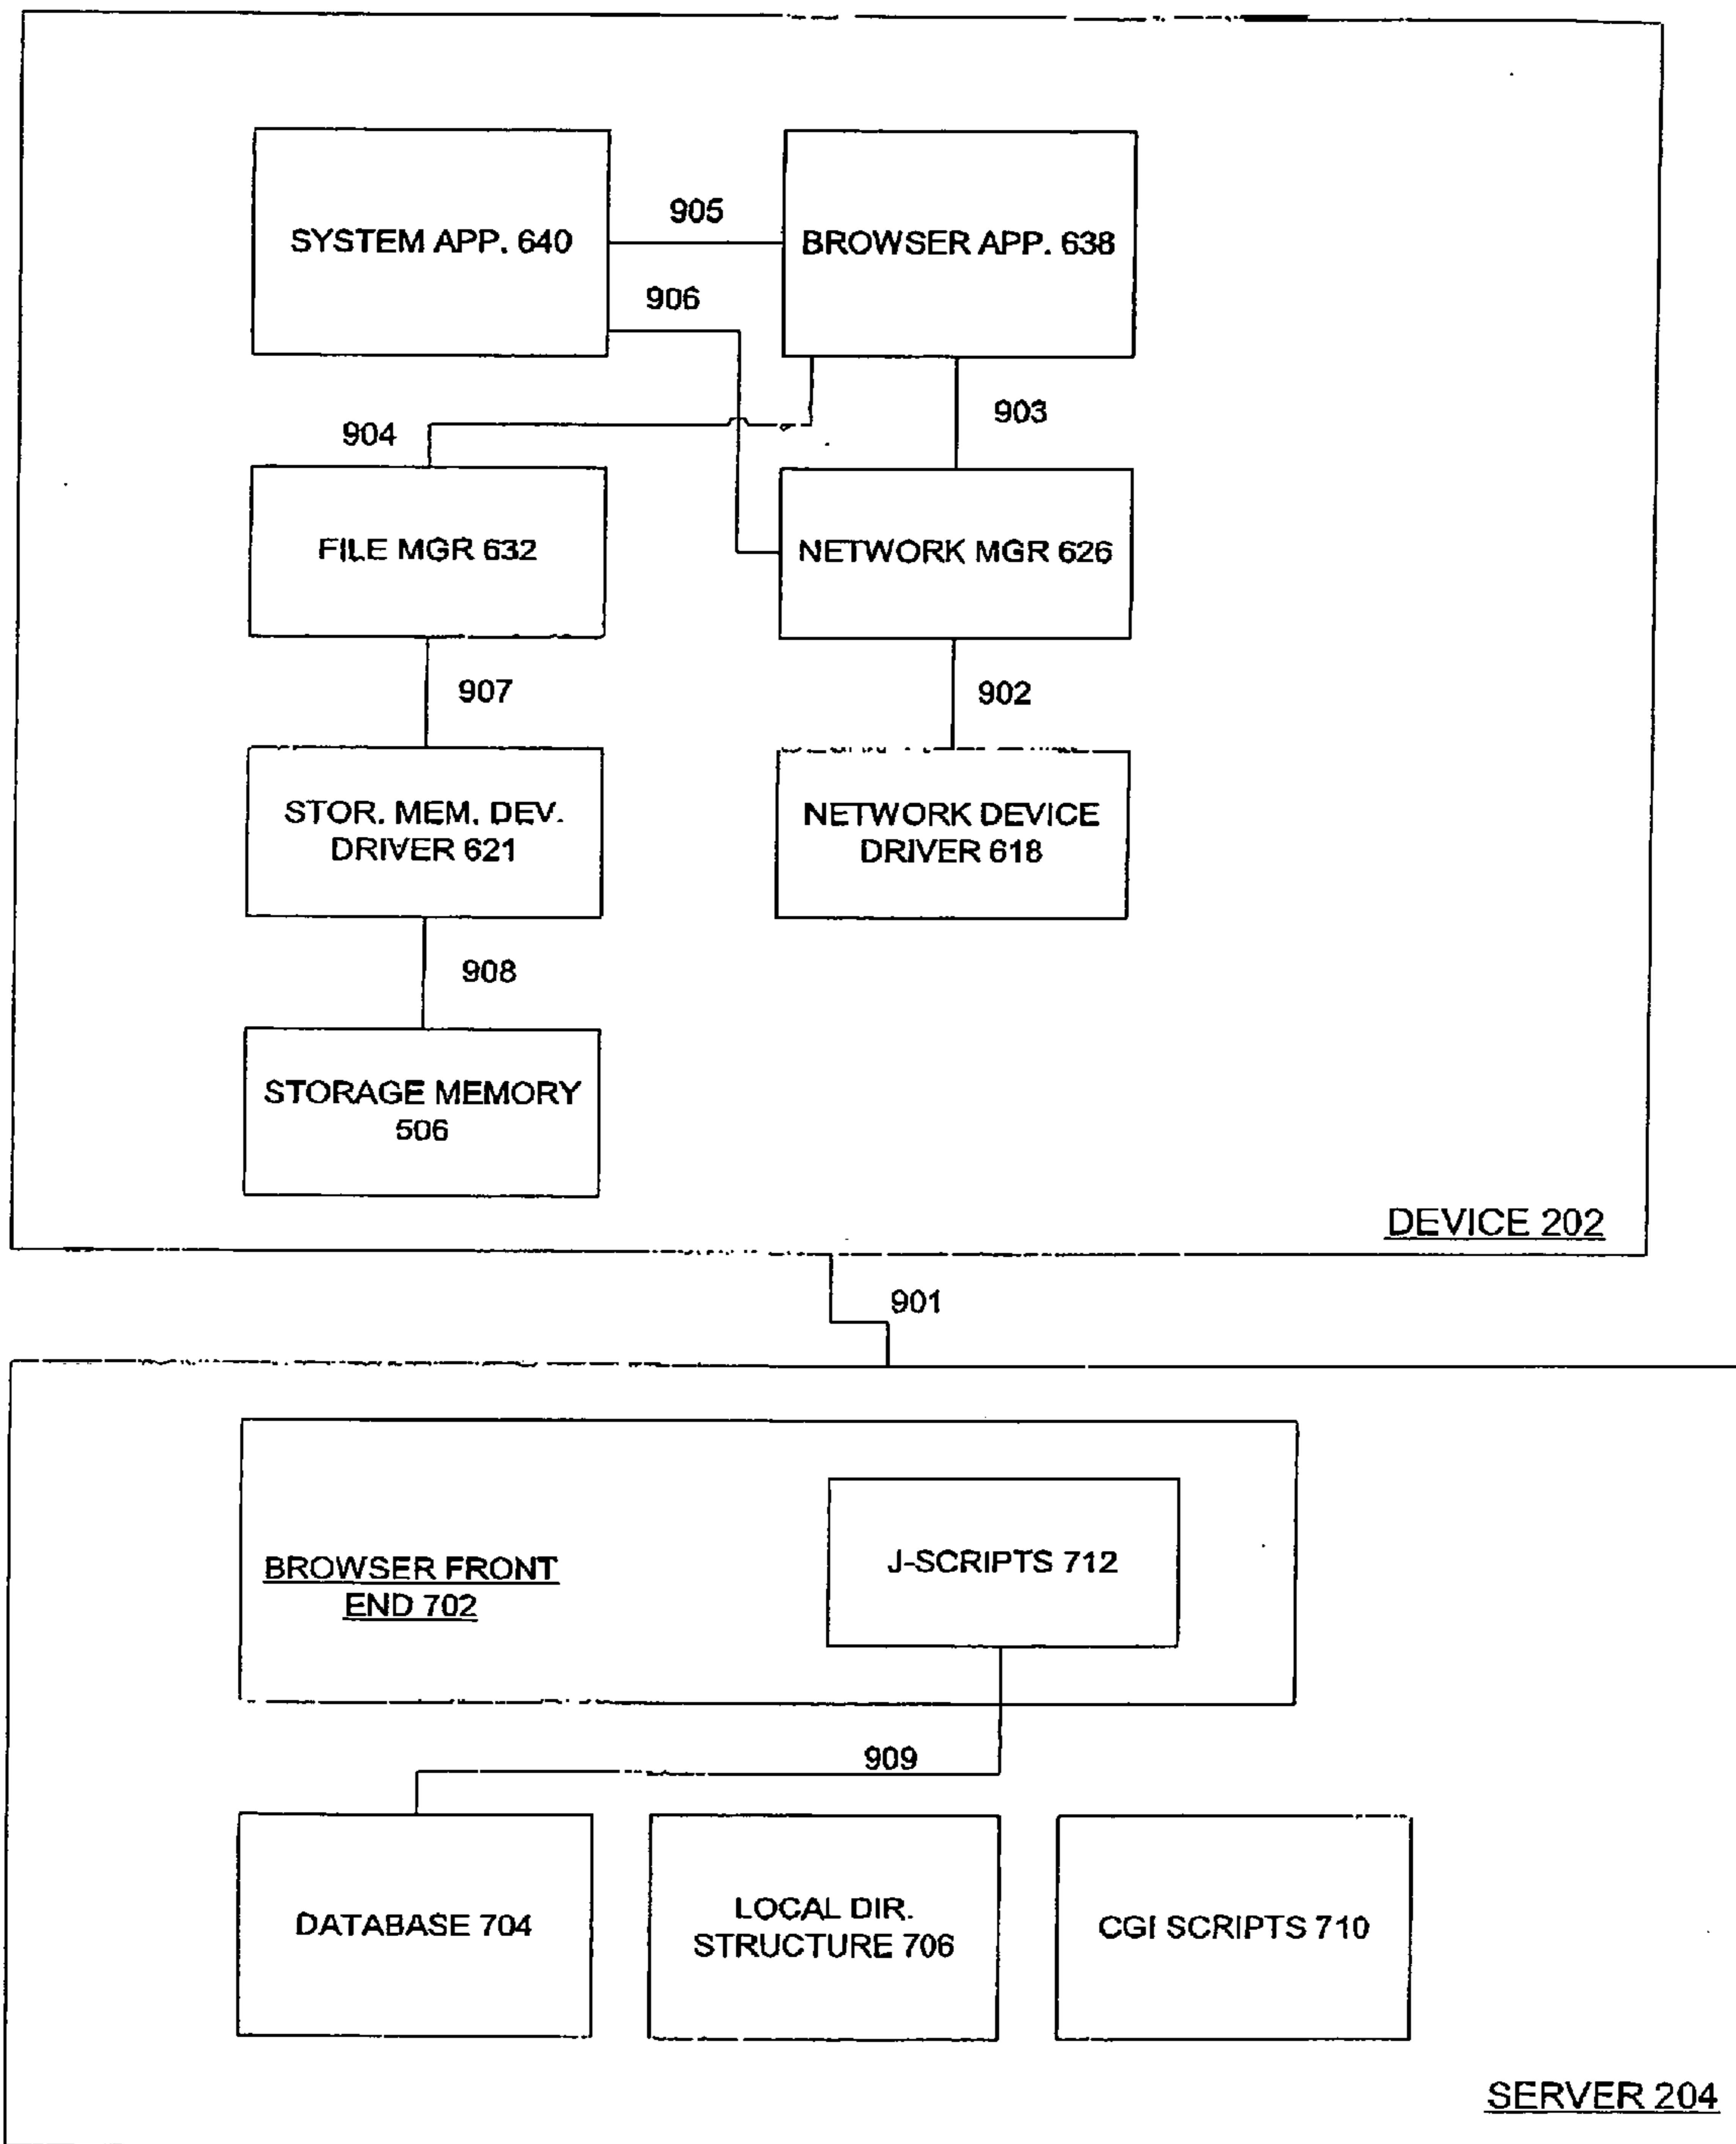 905
SYSTEM APP. 640
BROWSER APP. 638
906
903
904
FILE MGR 632
NETWORK MGR 626
907
902
STOR. MEM. DEV.
DRIVER 621
NETWORK DEVICE
DRIVER 618
908
STORAGE MEMORY
506
DEVICE 202
901
J-SCRIPTS 712
BROWSER FRONT
END 702
909
DATABASE 704
LOCAL DIR.
STRUCTURE 706
CGI SCRIPTS 710
SERVER 204